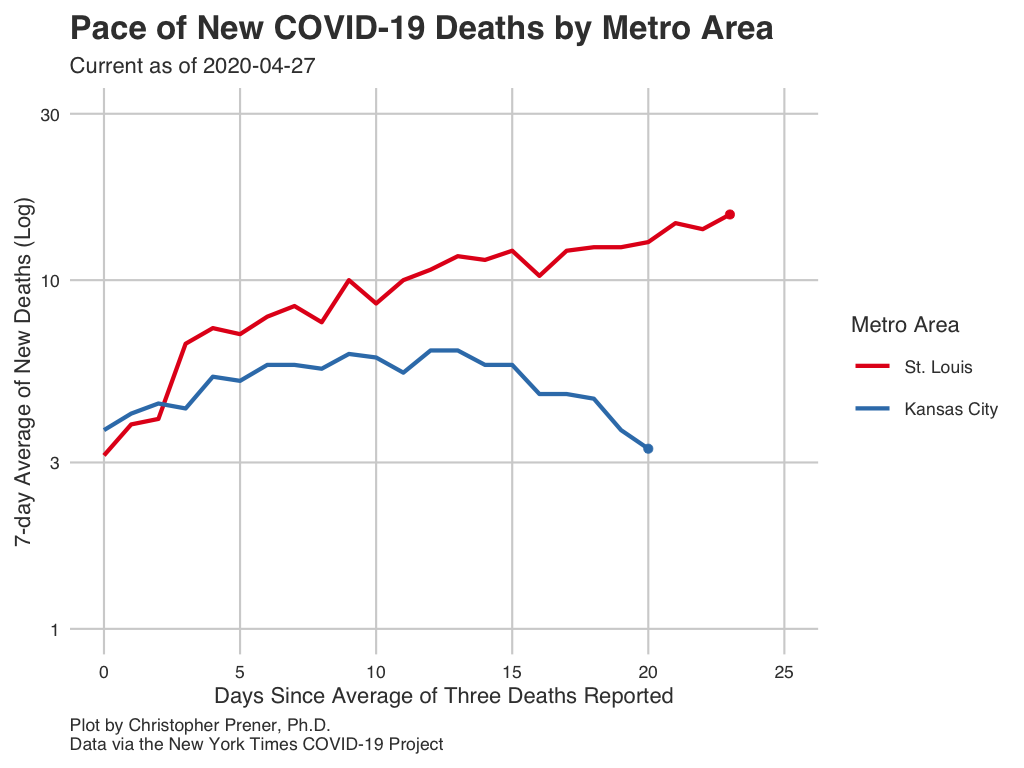 Pace of New COVID-19 Deaths by Metro Area
Current as of 2020-04-27
7-day Average of New Deaths (Log)
30
10
3
1
0 5 10 15 20 25
Days Since Average of Three Deaths Reported
Metro Area
St. Louis
Kansas City
Plot by Christopher Prener, Ph.D.
Data via the New York Times COVID-19 Project